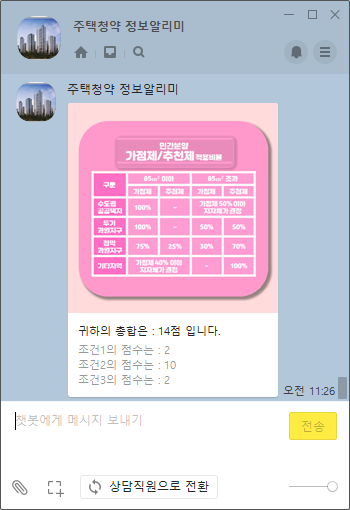 주택청약 정보알리미
주택청약 정보알리미
민간분양
가점제/추첨제 적용비율
구분 85㎡ 이하 85㎡ 초과
가점제 추첨제 가점제 추첨제
수도권 공공택지 100% - 가점제 50% 이하 지자체가 결정
투기 과열지구 100% - 50% 50%
청약 과열지구 75% 25% 30% 70%
기타지역 가점제 40% 이하 지자체가 결정 - 100%
귀하의 총합은 : 14점 입니다.
조건1의 점수는 : 2
조건2의 점수는 : 10
조건3의 점수는 : 2
오전 11:26
챗봇에게 메시지 보내기
전송
상담직원으로 전환